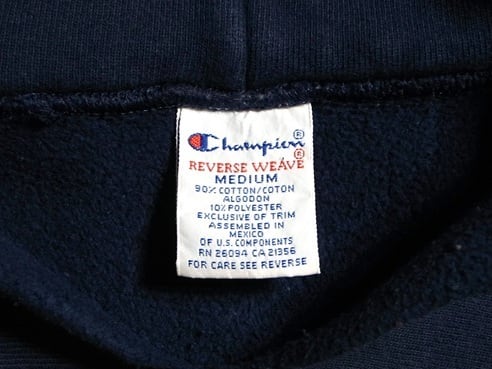 Champion®
REVERSE WEAVE®
MEDIUM
90% COTTON/COTON
ALGODON
10% POLYESTER
EXCLUSIVE OF TRIM
ASSEMBLED IN
MEXICO
OF U.S. COMPONENTS
RN 26094 CA 21356
FOR CARE SEE REVERSE